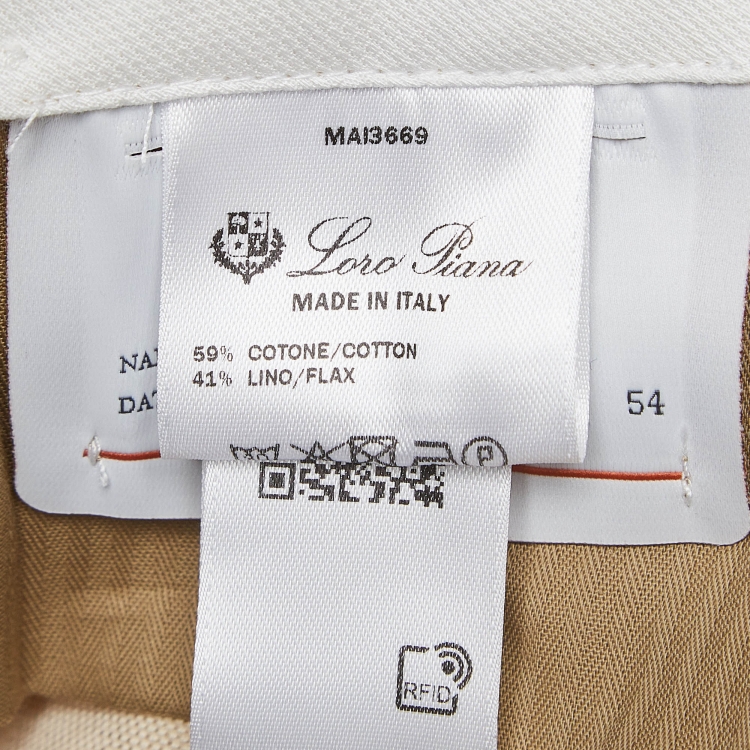 MAI3669
Loro Piana
MADE IN ITALY
59% COTONE/COTTON
41% LINO/FLAX
54
P
RFID